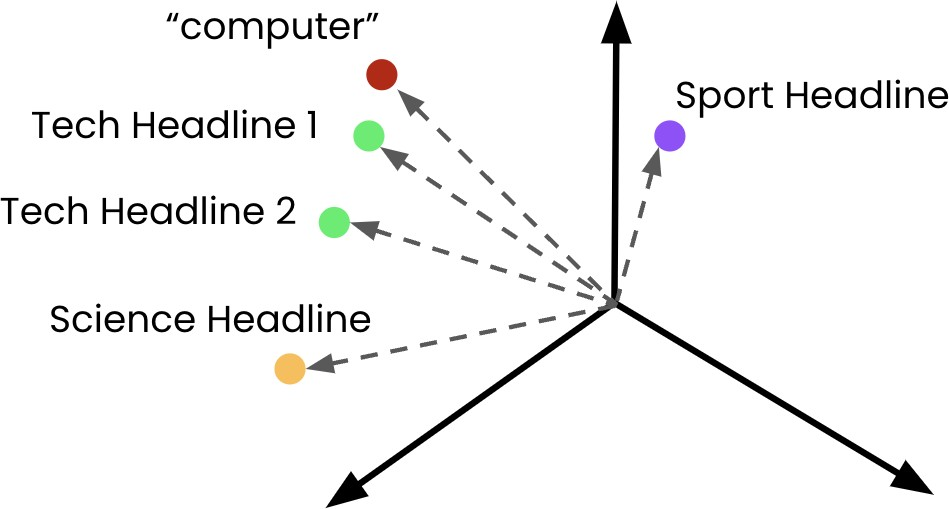 “computer”
Sport Headline
Tech Headline 1
Tech Headline 2
Science Headline